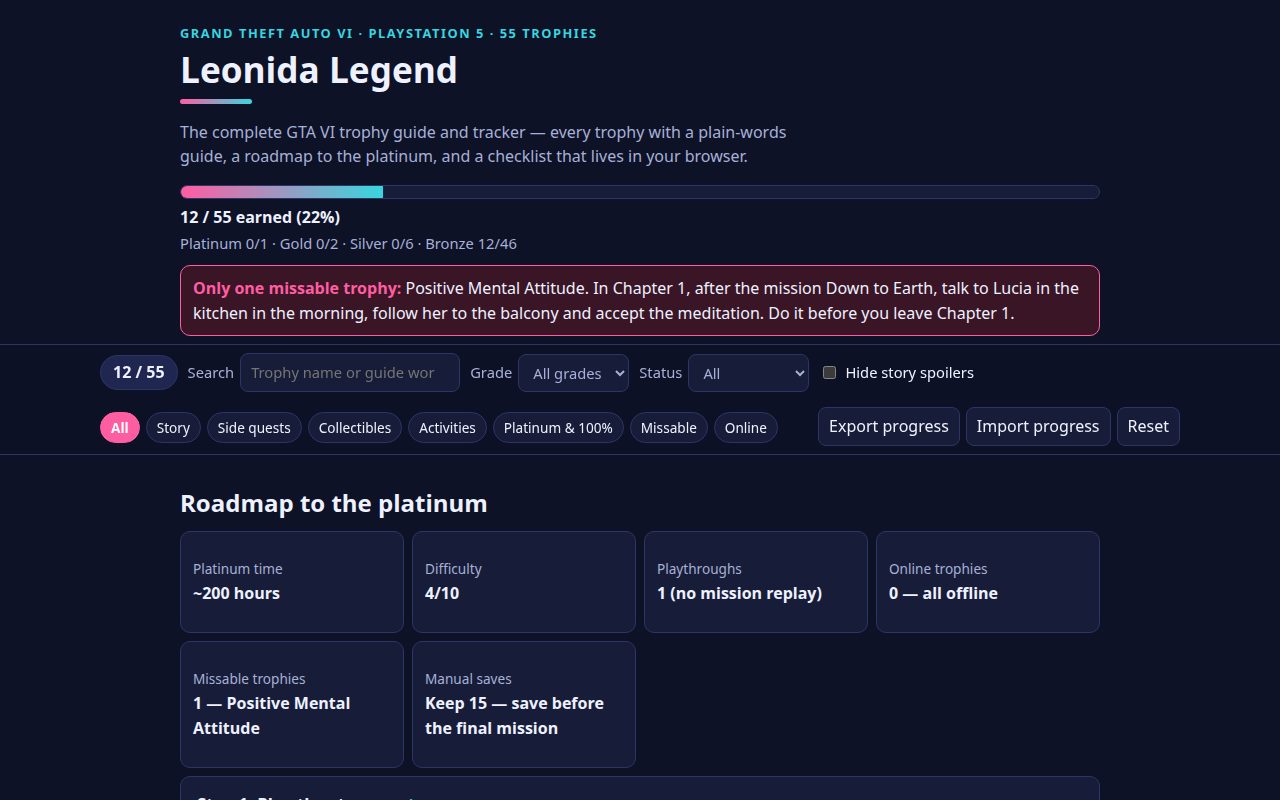 GRAND THEFT AUTO VI · PLAYSTATION 5 · 55 TROPHIES
Leonida Legend
The complete GTA VI trophy guide and tracker — every trophy with a plain-words
guide, a roadmap to the platinum, and a checklist that lives in your browser.
12 / 55 earned (22%)
Platinum 0/1 · Gold 0/2 · Silver 0/6 · Bronze 12/46
Only one missable trophy: Positive Mental Attitude. In Chapter 1, after the mission Down to Earth, talk to Lucia in the
kitchen in the morning, follow her to the balcony and accept the meditation. Do it before you leave Chapter 1.
12 / 55 Search Trophy name or guide wor Grade All grades Status All Hide story spoilers
All Story Side quests Collectibles Activities Platinum & 100% Missable Online Export progress Import progress Reset
Roadmap to the platinum
Platinum time
~200 hours
Difficulty
4/10
Playthroughs
1 (no mission replay)
Online trophies
0 — all offline
Missable trophies
1 — Positive Mental
Attitude
Manual saves
Keep 15 — save before
the final mission